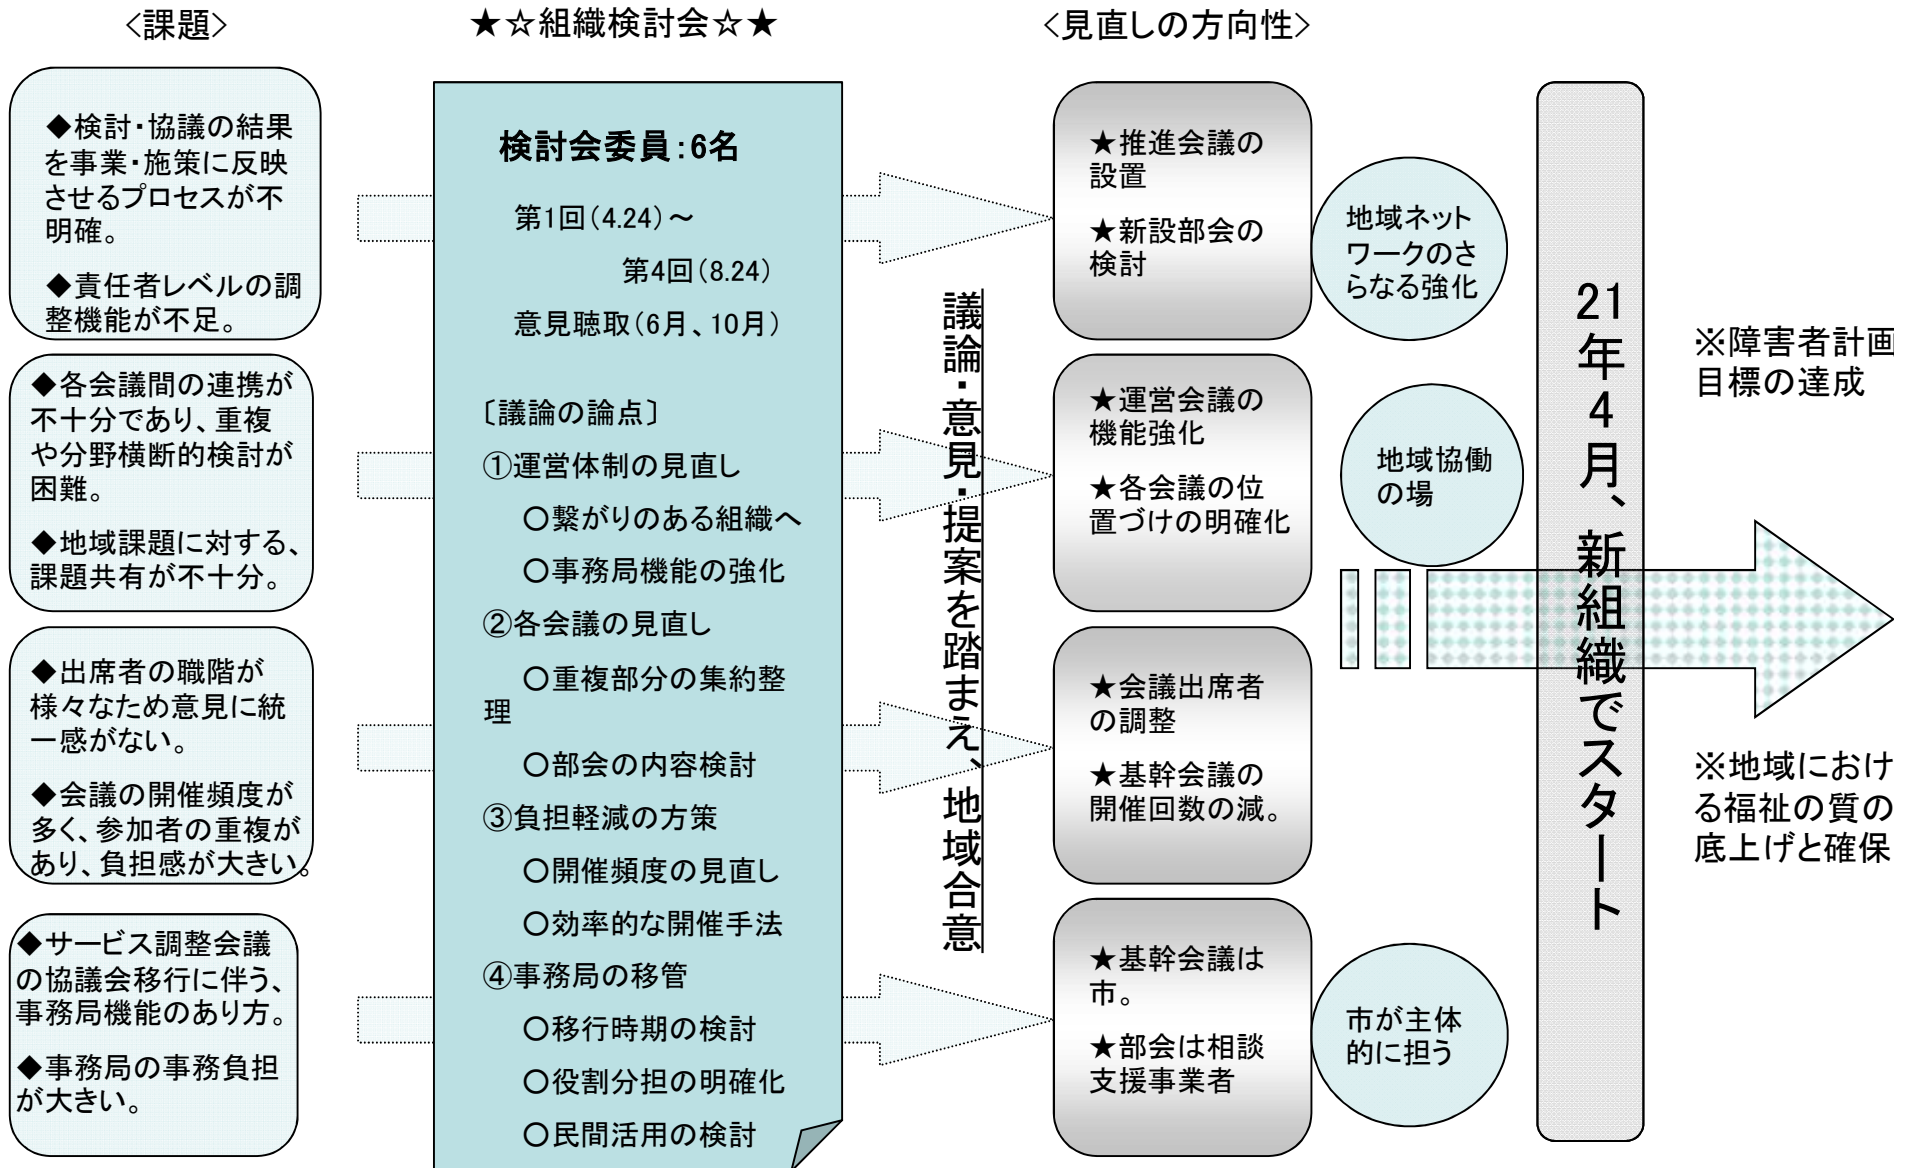 <課題>
◆検討・協議の結果
を事業・施策に反映
させるプロセスが不
明確。
◆責任者レベルの調
整機能が不足。
◆各会議間の連携が
不十分であり、重複
や分野横断的検討が
困難。
◆地域課題に対する、
課題共有が不十分。
◆出席者の職階が
様々なため意見に統
一感がない。
◆会議の開催頻度が
多く、参加者の重複が
あり、負担感が大きい。
◆サービス調整会議
の協議会移行に伴う、
事務局機能のあり方。
◆事務局の事務負担
が大きい。
★☆組織検討会☆★
検討会委員:6名
第1回(4.24)～
第4回(8.24)
意見聴取(6月、10月)
〔議論の論点〕
①運営体制の見直し
○繋がりのある組織へ
○事務局機能の強化
②各会議の見直し
○重複部分の集約整
理
○部会の内容検討
③負担軽減の方策
○開催頻度の見直し
○効率的な開催手法
④事務局の移管
○移行時期の検討
○役割分担の明確化
○民間活用の検討
議論・意見・提案を踏まえ、地域合意
<見直しの方向性>
★推進会議の
設置
★新設部会の
検討
★運営会議の
機能強化
★各会議の位
置づけの明確化
★会議出席者
の調整
★基幹会議の
開催回数の減。
★基幹会議は
市。
★部会は相談
支援事業者
地域ネット
ワークのさ
らなる強化
地域協働
の場
市が主体
的に担う
21年4月、新組織でスタート
※障害者計画
目標の達成
※地域におけ
る福祉の質の
底上げと確保